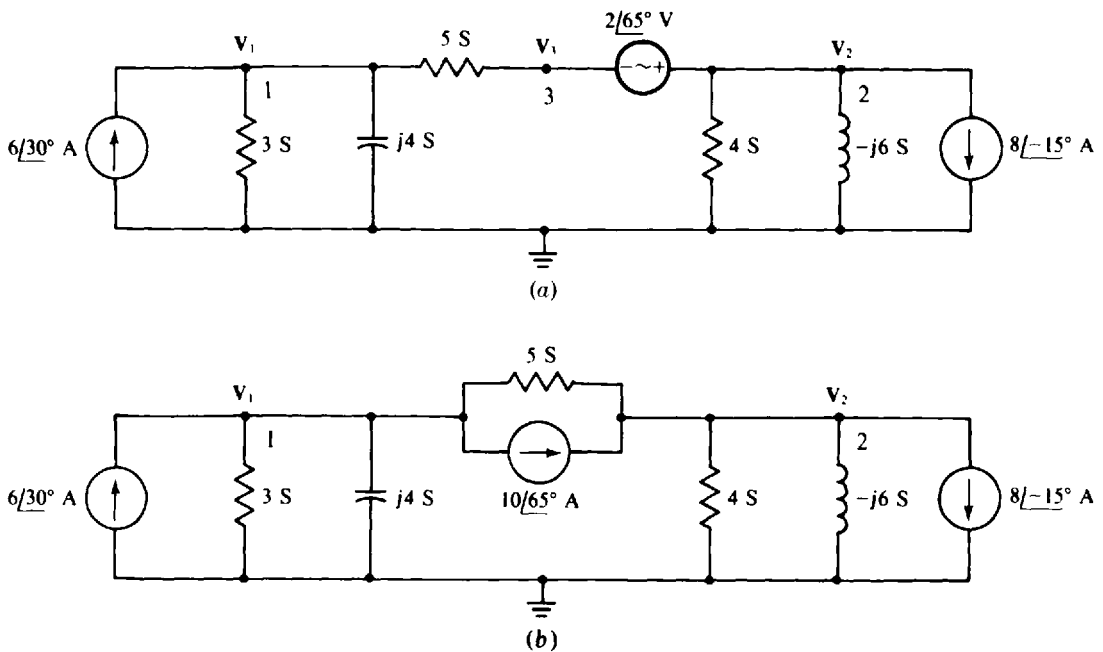 2/65° V
5 S
V₁
V₃
V₂
1
3
2
6/30° A
3 S
j4 S
4 S
-j6 S
8/-15° A
(a)
5 S
V₁
V₂
1
2
6/30° A
3 S
j4 S
10/65° A
4 S
-j6 S
8/-15° A
(b)